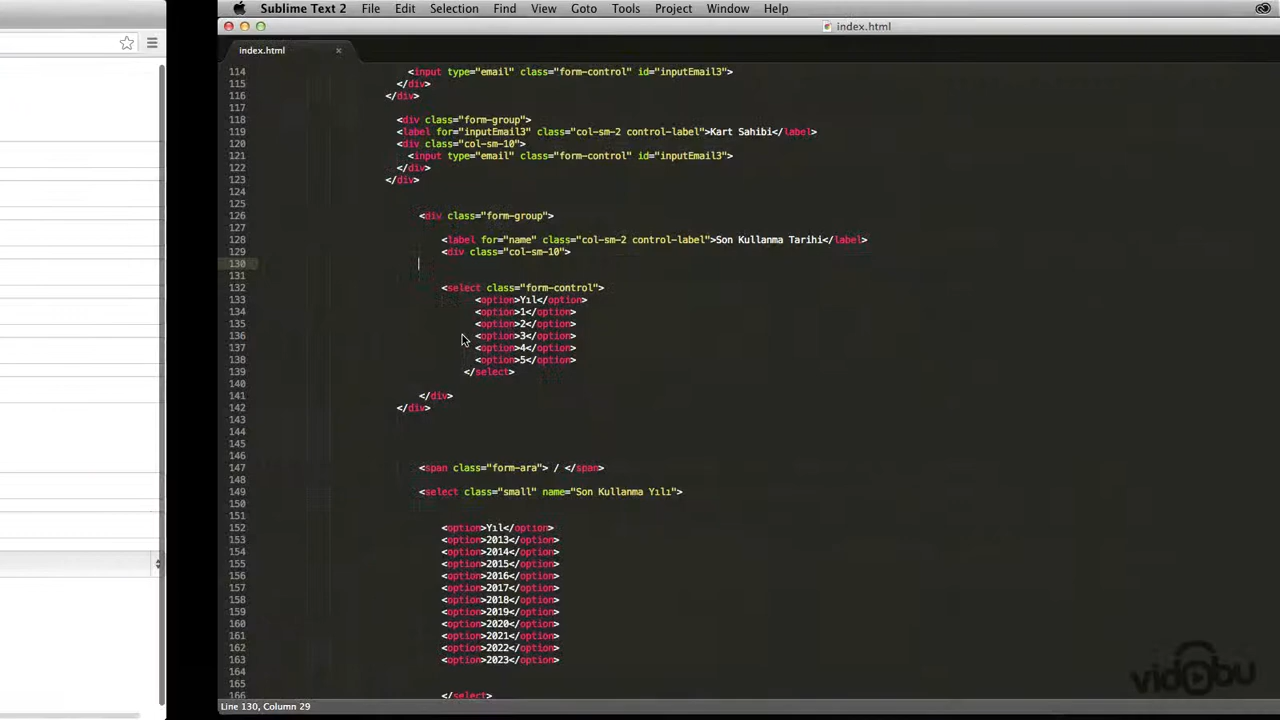 Sublime Text 2 File Edit Selection Find View Goto Tools Project Window Help
index.html
index.html
114 <input type="email" class="form-control" id="inputEmail3">
115 </div>
116 </div>
117
118 <div class="form-group">
119 <label for="inputEmail3" class="col-sm-2 control-label">Kart Sahibi</label>
120 <div class="col-sm-10">
121 <input type="email" class="form-control" id="inputEmail3">
122 </div>
123 </div>
124
125
126 <div class="form-group">
127
128 <label for="name" class="col-sm-2 control-label">Son Kullanma Tarihi</label>
129 <div class="col-sm-10">
130
131
132 <select class="form-control">
133 <option>Yıl</option>
134 <option>1</option>
135 <option>2</option>
136 <option>3</option>
137 <option>4</option>
138 <option>5</option>
139 </select>
140
141 </div>
142 </div>
143
144
145
146
147 <span class="form-ara"> / </span>
148
149 <select class="small" name="Son Kullanma Yılı">
150
151
152 <option>Yıl</option>
153 <option>2013</option>
154 <option>2014</option>
155 <option>2015</option>
156 <option>2016</option>
157 <option>2017</option>
158 <option>2018</option>
159 <option>2019</option>
160 <option>2020</option>
161 <option>2021</option>
162 <option>2022</option>
163 <option>2023</option>
164
165
166 </select>
Line 130, Column 29
vidobu